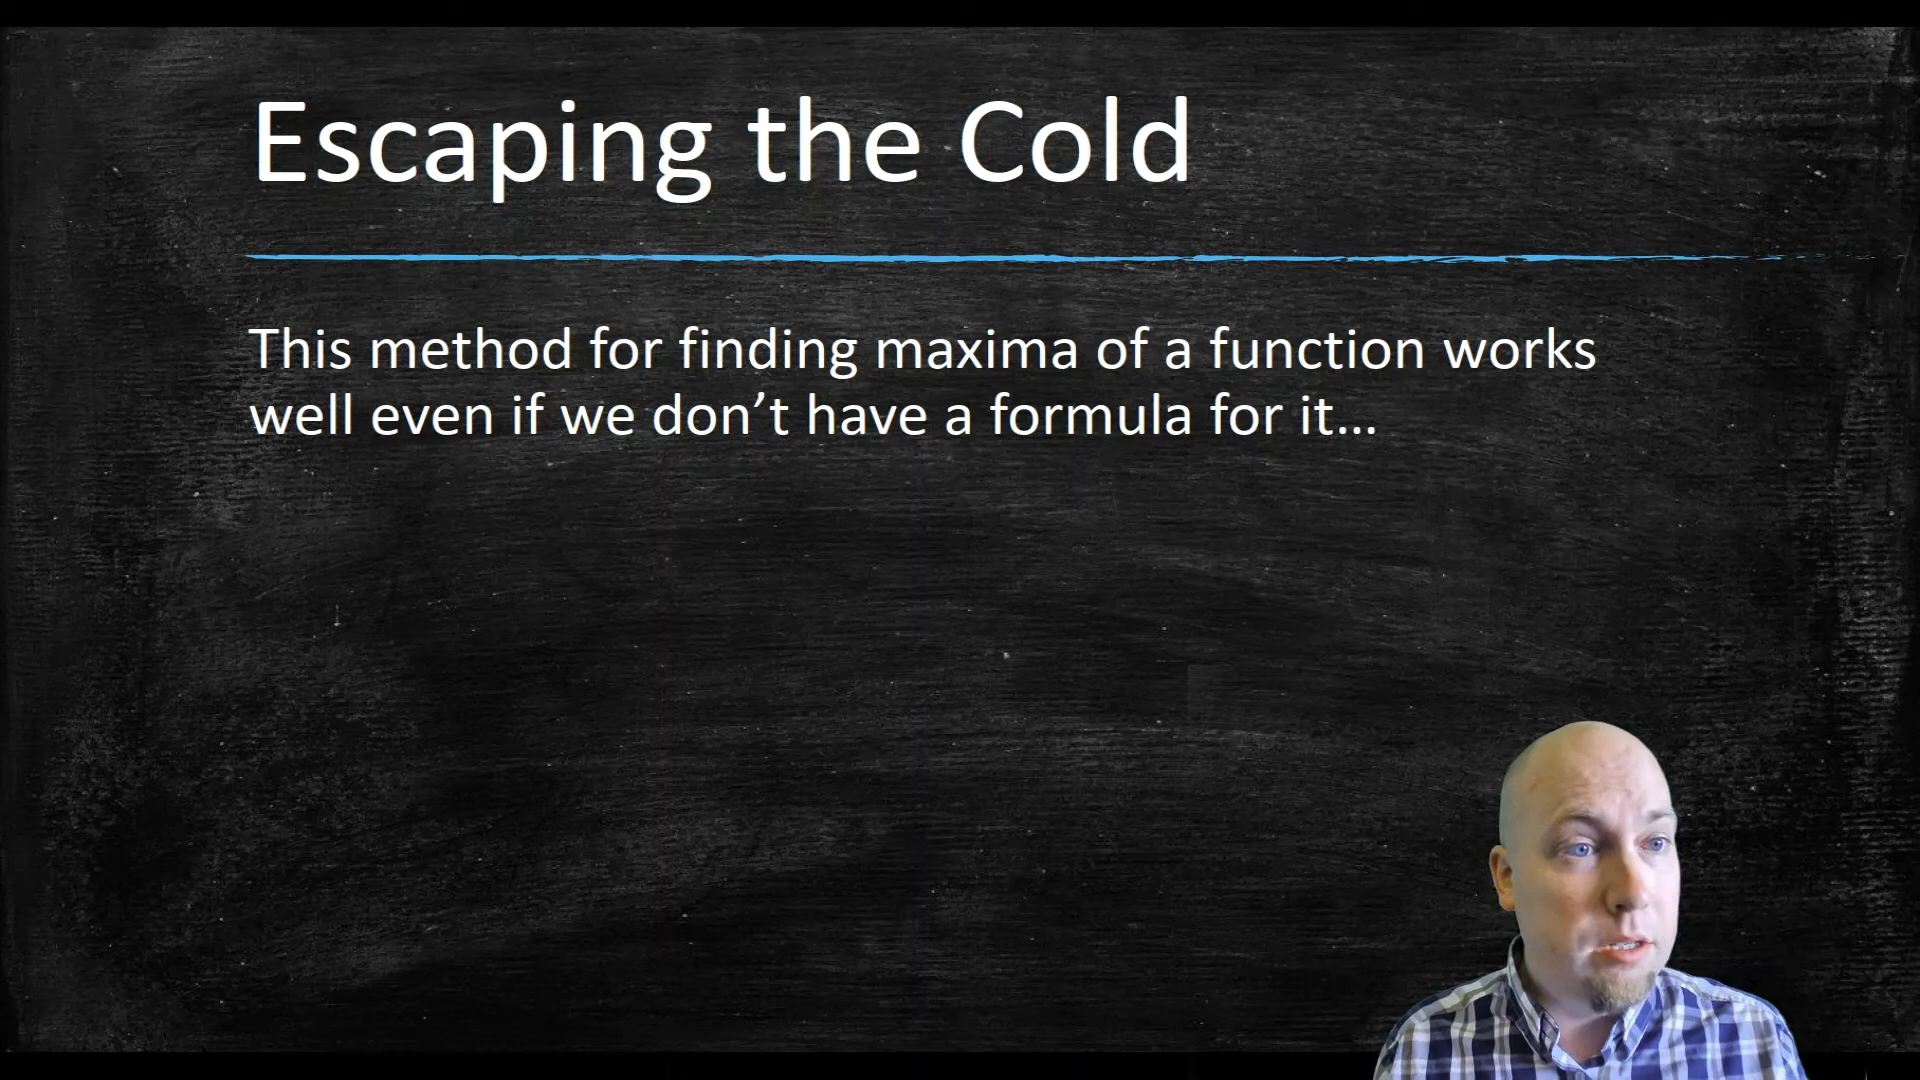 Escaping the Cold
This method for finding maxima of a function works
well even if we don’t have a formula for it…